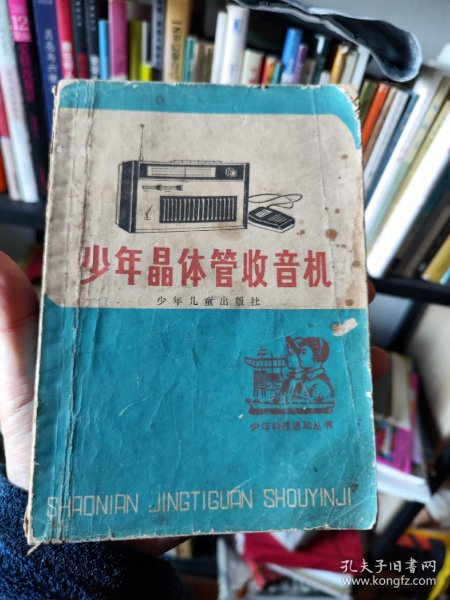 少年晶体管收音机
少年儿童出版社
少年科技活动丛书
SHAONIAN JINGTIGUAN SHOUYINJI
孔夫子旧书网
www.kongfz.com